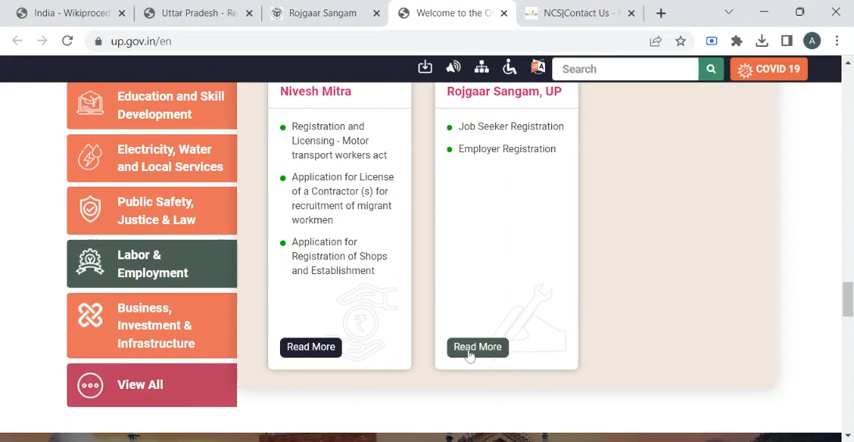 India - Wikiproced
Uttar Pradesh - Re
Rojgaar Sangam
Welcome to the O
NCS|Contact Us -
up.gov.in/en
A
Search
COVID 19
Education and Skill
Development
Electricity, Water
and Local Services
Public Safety,
Justice & Law
Labor &
Employment
Business,
Investment &
Infrastructure
View All
Nivesh Mitra
Registration and
Licensing - Motor
transport workers act
Application for License
of a Contractor (s) for
recruitment of migrant
workmen
Application for
Registration of Shops
and Establishment
Read More
Rojgaar Sangam, UP
Job Seeker Registration
Employer Registration
Read More